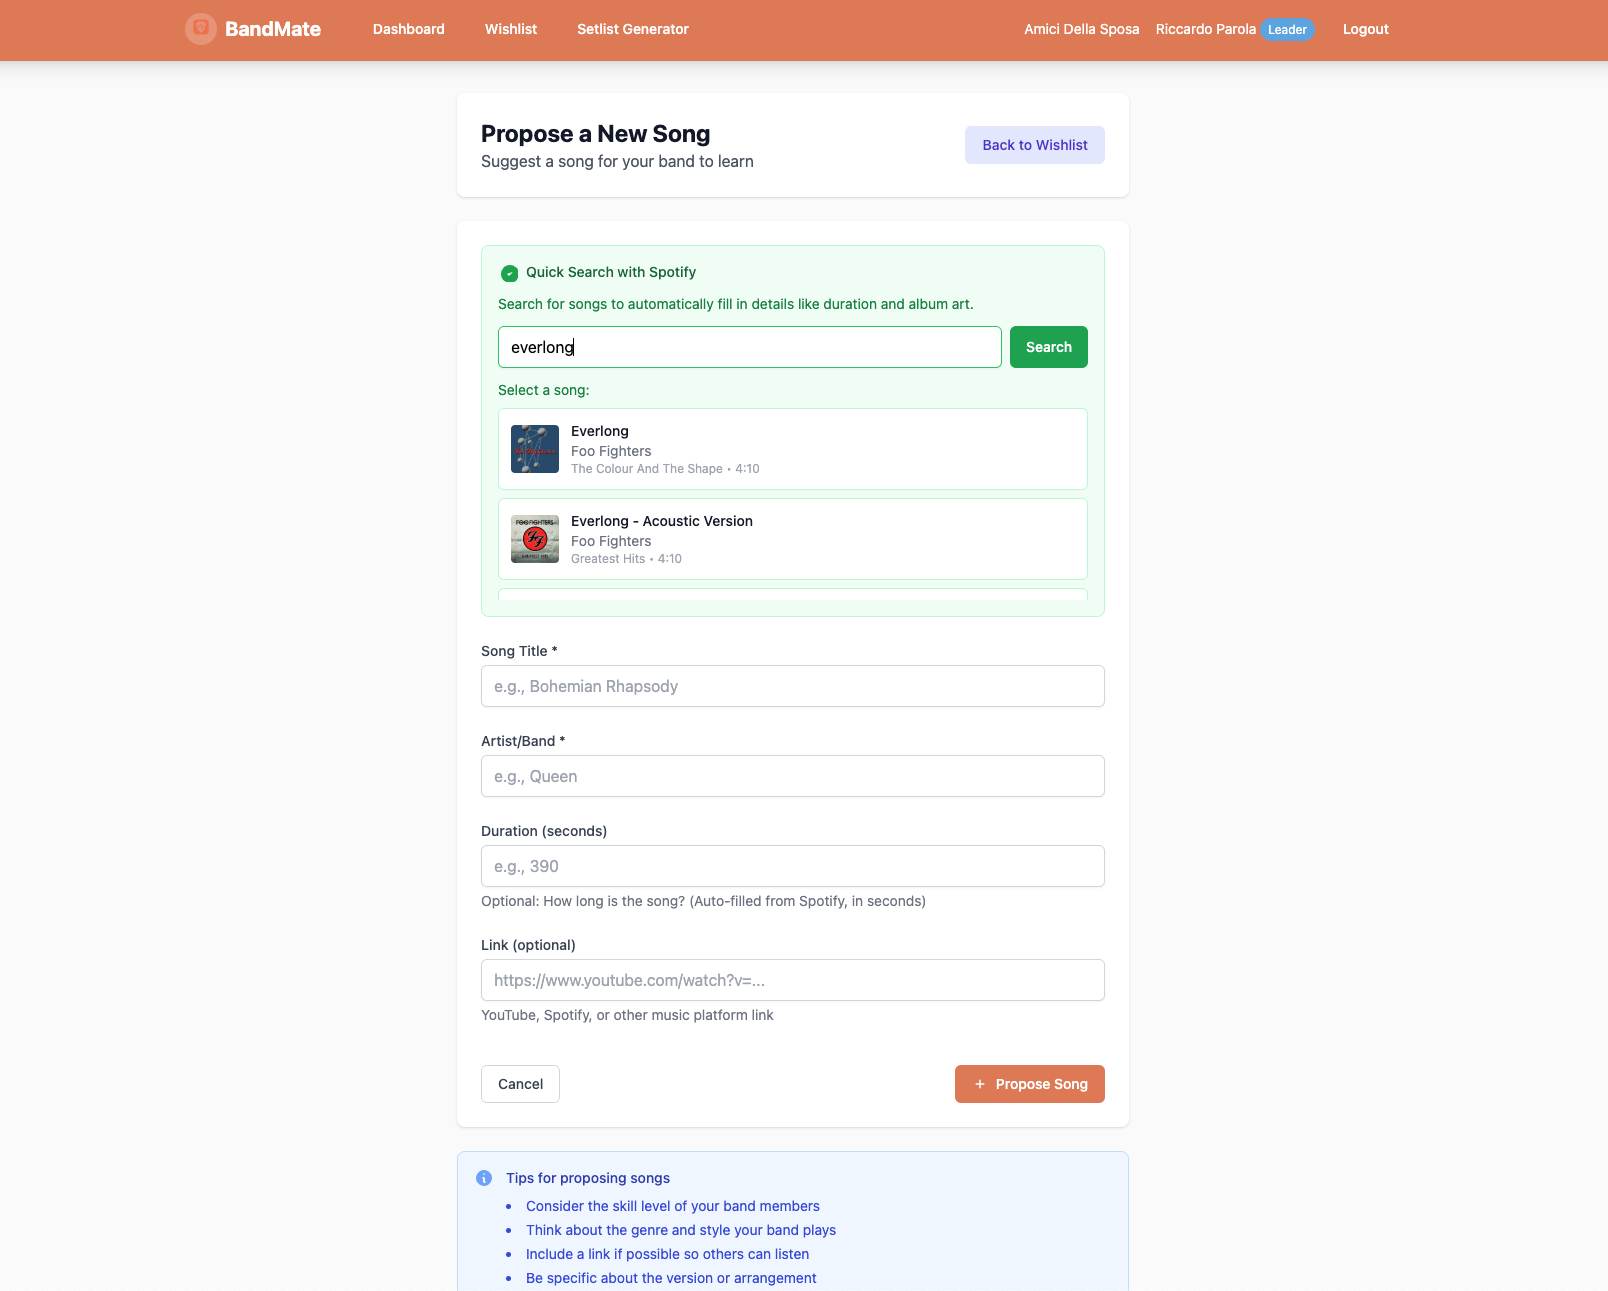 BandMate
Dashboard
Wishlist
Setlist Generator
Amici Della Sposa
Riccardo Parola
Leader
Logout
Propose a New Song
Suggest a song for your band to learn
Back to Wishlist
Quick Search with Spotify
Search for songs to automatically fill in details like duration and album art.
everlong
Search
Select a song:
Everlong
Foo Fighters
The Colour And The Shape • 4:10
FOO FIGHTERS
FF
GREATEST HITS
Everlong - Acoustic Version
Foo Fighters
Greatest Hits • 4:10
Song Title *
e.g., Bohemian Rhapsody
Artist/Band *
e.g., Queen
Duration (seconds)
e.g., 390
Optional: How long is the song? (Auto-filled from Spotify, in seconds)
Link (optional)
https://www.youtube.com/watch?v=...
YouTube, Spotify, or other music platform link
Cancel
+ Propose Song
Tips for proposing songs
• Consider the skill level of your band members
• Think about the genre and style your band plays
• Include a link if possible so others can listen
• Be specific about the version or arrangement